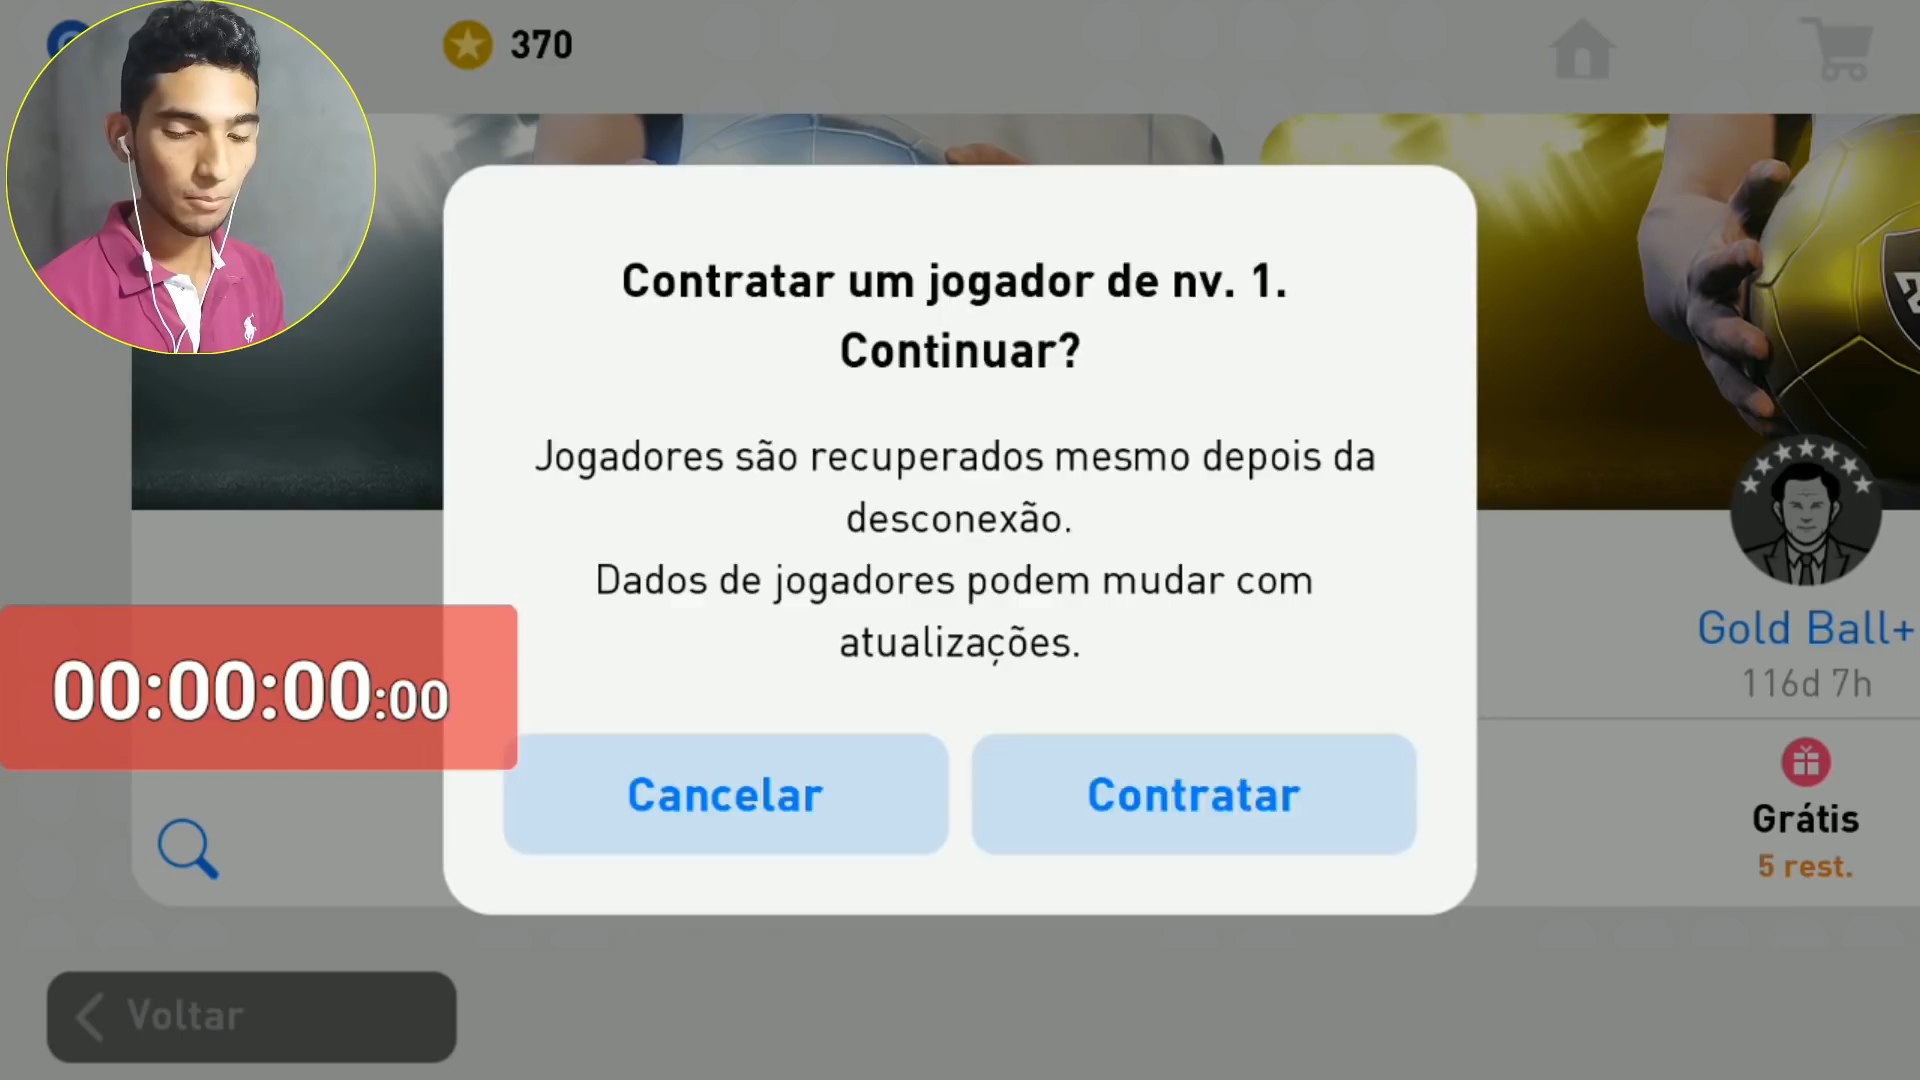 370
Contratar um jogador de nv. 1.
Continuar?
Jogadores são recuperados mesmo depois da
desconexão.
Dados de jogadores podem mudar com
atualizações.
00:00:00:00
Cancelar
Contratar
Gold Ball+
116d 7h
Grátis
5 rest.
Voltar